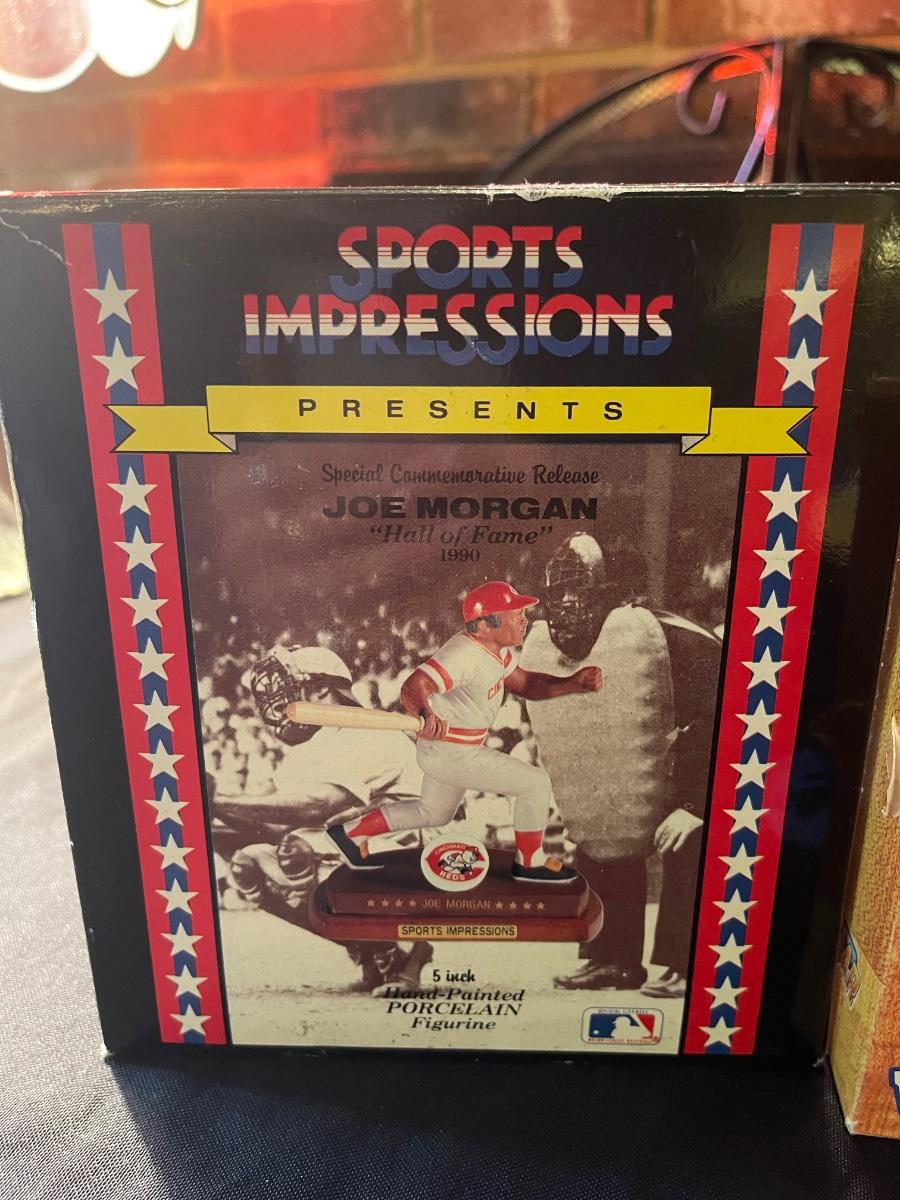 SPORTS
IMPRESSIONS
PRESENTS
Special Commemorative Release
JOE MORGAN
“Hall of Fame”
1990
CINCINNATI
REDS
★ ★ ★ ★ JOE MORGAN ★ ★ ★ ★
SPORTS IMPRESSIONS
5 inch
Hand-Painted
PORCELAIN
Figurine